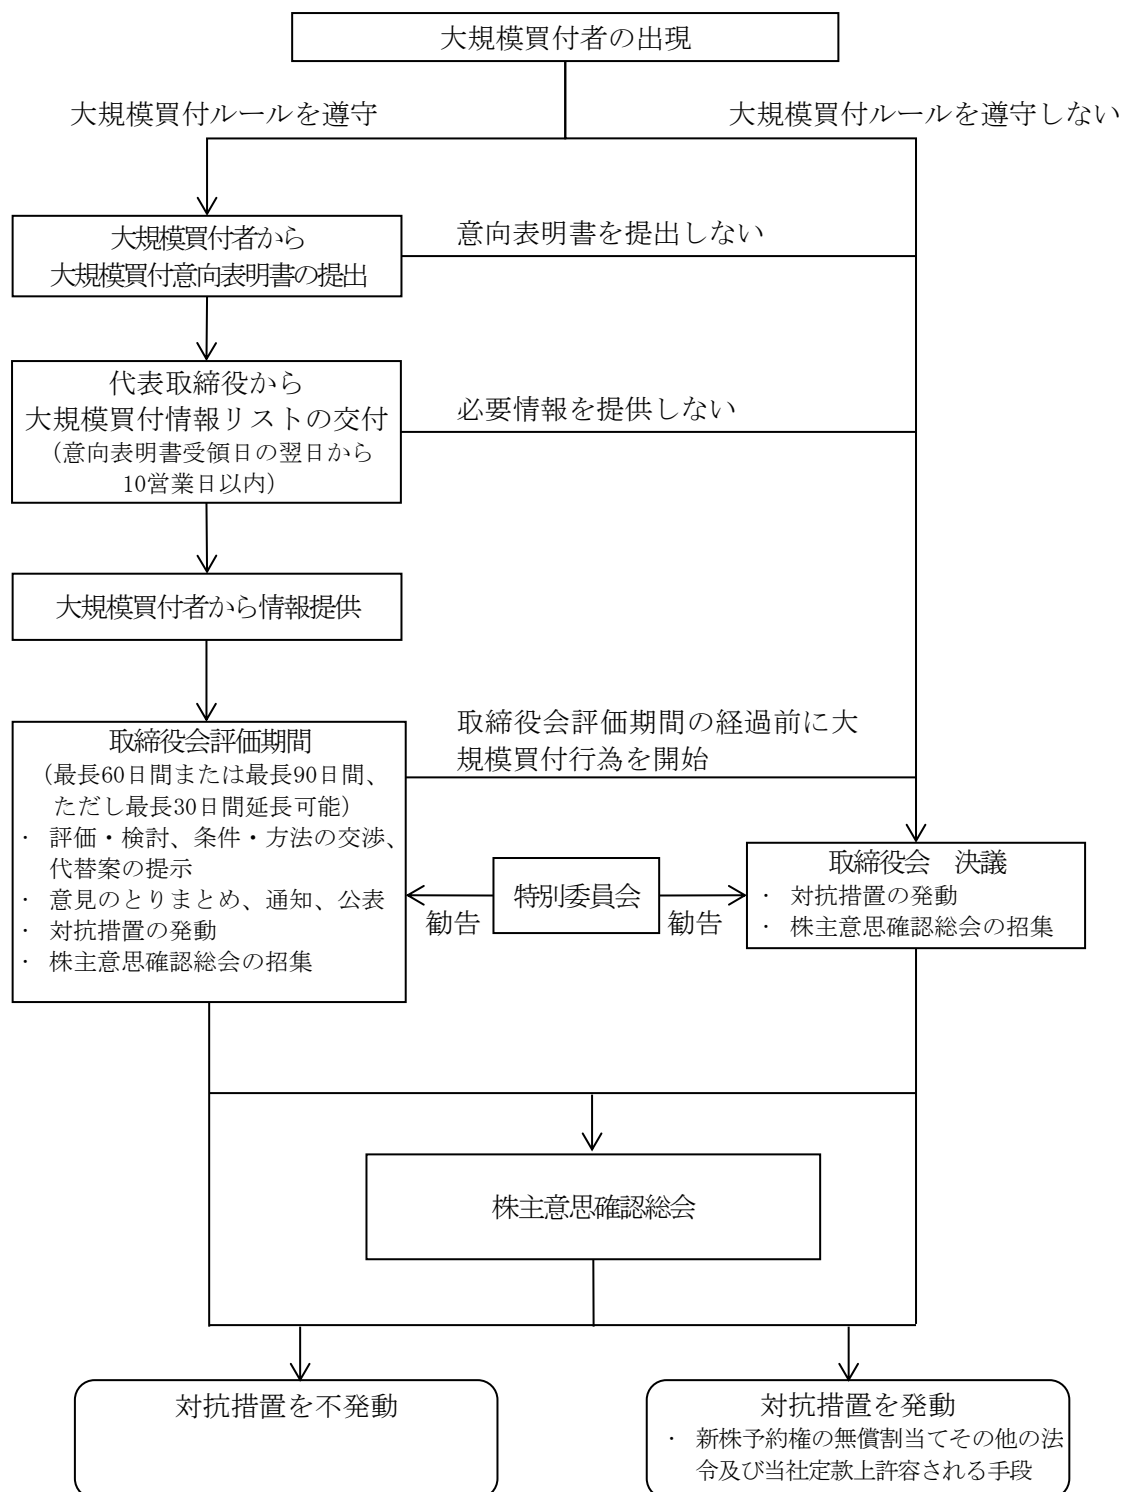 大規模買付者の出現
大規模買付ルールを遵守
大規模買付ルールを遵守しない
大規模買付者から
大規模買付意向表明書の提出
意向表明書を提出しない
代表取締役から
大規模買付情報リストの交付
（意向表明書受領日の翌日から
10営業日以内）
必要情報を提供しない
大規模買付者から情報提供
取締役会評価期間
（最長60日間または最長90日間、
ただし最長30日間延長可能）
・ 評価・検討、条件・方法の交渉、
代替案の提示
・ 意見のとりまとめ、通知、公表
・ 対抗措置の発動
・ 株主意思確認総会の招集
取締役会評価期間の経過前に大
規模買付行為を開始
特別委員会
勧告
勧告
取締役会　決議
・ 対抗措置の発動
・ 株主意思確認総会の招集
株主意思確認総会
対抗措置を不発動
対抗措置を発動
・ 新株予約権の無償割当てその他の法
令及び当社定款上許容される手段